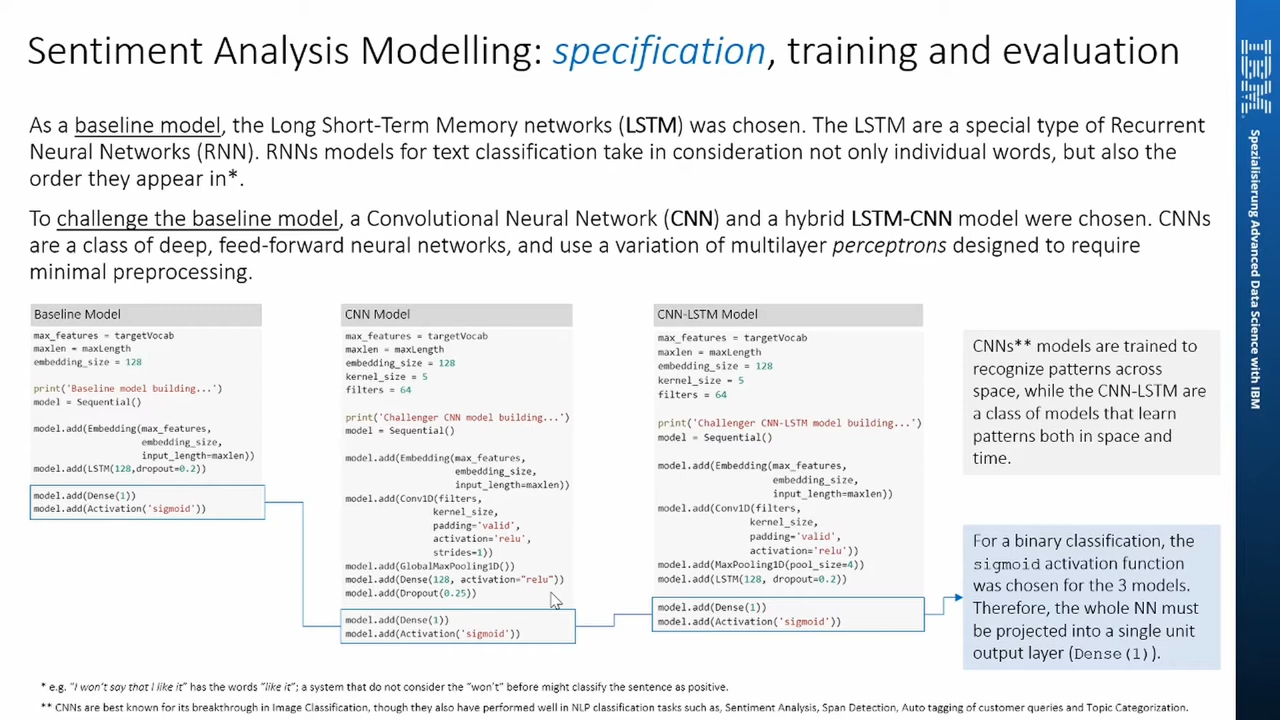 Sentiment Analysis Modelling: specification, training and evaluation
As a baseline model, the Long Short-Term Memory networks (LSTM) was chosen. The LSTM are a special type of Recurrent
Neural Networks (RNN). RNNs models for text classification take in consideration not only individual words, but also the
order they appear in*.
To challenge the baseline model, a Convolutional Neural Network (CNN) and a hybrid LSTM-CNN model were chosen. CNNs
are a class of deep, feed-forward neural networks, and use a variation of multilayer perceptrons designed to require
minimal preprocessing.
Baseline Model
max_features = targetVocab
maxlen = maxLength
embedding_size = 128
print('Baseline model building...')
model = Sequential()
model.add(Embedding(max_features,
embedding_size,
input_length=maxlen))
model.add(LSTM(128,dropout=0.2))
model.add(Dense(1))
model.add(Activation('sigmoid'))
CNN Model
max_features = targetVocab
maxlen = maxLength
embedding_size = 128
kernel_size = 5
filters = 64
print('Challenger CNN model building...')
model = Sequential()
model.add(Embedding(max_features,
embedding_size,
input_length=maxlen))
model.add(Conv1D(filters,
kernel_size,
padding='valid',
activation='relu',
strides=1))
model.add(GlobalMaxPooling1D())
model.add(Dense(128, activation="relu"))
model.add(Dropout(0.25))
model.add(Dense(1))
model.add(Activation('sigmoid'))
CNN-LSTM Model
max_features = targetVocab
maxlen = maxLength
embedding_size = 128
kernel_size = 5
filters = 64
print('Challenger CNN-LSTM model building...')
model = Sequential()
model.add(Embedding(max_features,
embedding_size,
input_length=maxlen))
model.add(Conv1D(filters,
kernel_size,
padding='valid',
activation='relu'))
model.add(MaxPooling1D(pool_size=4))
model.add(LSTM(128, dropout=0.2))
model.add(Dense(1))
model.add(Activation('sigmoid'))
CNNs** models are trained to
recognize patterns across
space, while the CNN-LSTM are
a class of models that learn
patterns both in space and
time.
For a binary classification, the
sigmoid activation function
was chosen for the 3 models.
Therefore, the whole NN must
be projected into a single unit
output layer (Dense(1)).
* e.g. "I won't say that I like it" has the words "like it"; a system that do not consider the "won't" before might classify the sentence as positive.
** CNNs are best known for its breakthrough in Image Classification, though they also have performed well in NLP classification tasks such as, Sentiment Analysis, Span Detection, Auto tagging of customer queries and Topic Categorization.
IBM
Spezialisierung Advanced Data Science with IBM